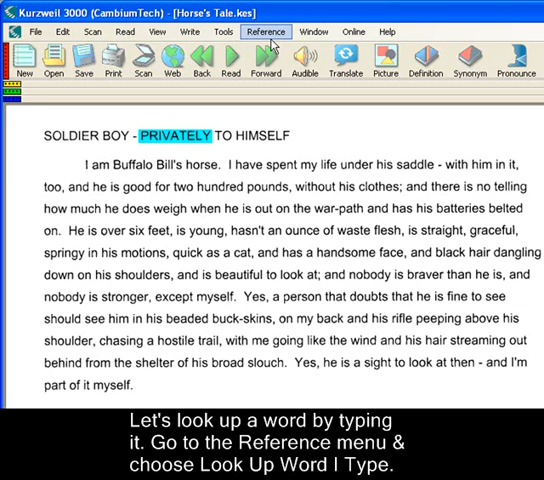 Kurzweil 3000 (CambiumTech) - [Horse's Tale.kes]
File Edit Scan Read View Write Tools Reference Window Online Help
New Open Save Print Scan Web Back Read Forward Audible Translate Picture Definition Synonym Pronounce
SOLDIER BOY - PRIVATELY TO HIMSELF
I am Buffalo Bill's horse. I have spent my life under his saddle - with him in it,
too, and he is good for two hundred pounds, without his clothes; and there is no telling
how much he does weigh when he is out on the war-path and has his batteries belted
on. He is over six feet, is young, hasn't an ounce of waste flesh, is straight, graceful,
springy in his motions, quick as a cat, and has a handsome face, and black hair dangling
down on his shoulders, and is beautiful to look at; and nobody is braver than he is, and
nobody is stronger, except myself. Yes, a person that doubts that he is fine to see
should see him in his beaded buck-skins, on my back and his rifle peeping above his
shoulder, chasing a hostile trail, with me going like the wind and his hair streaming out
behind from the shelter of his broad slouch. Yes, he is a sight to look at then - and I'm
part of it myself.
Let's look up a word by typing
it. Go to the Reference menu &
choose Look Up Word I Type.